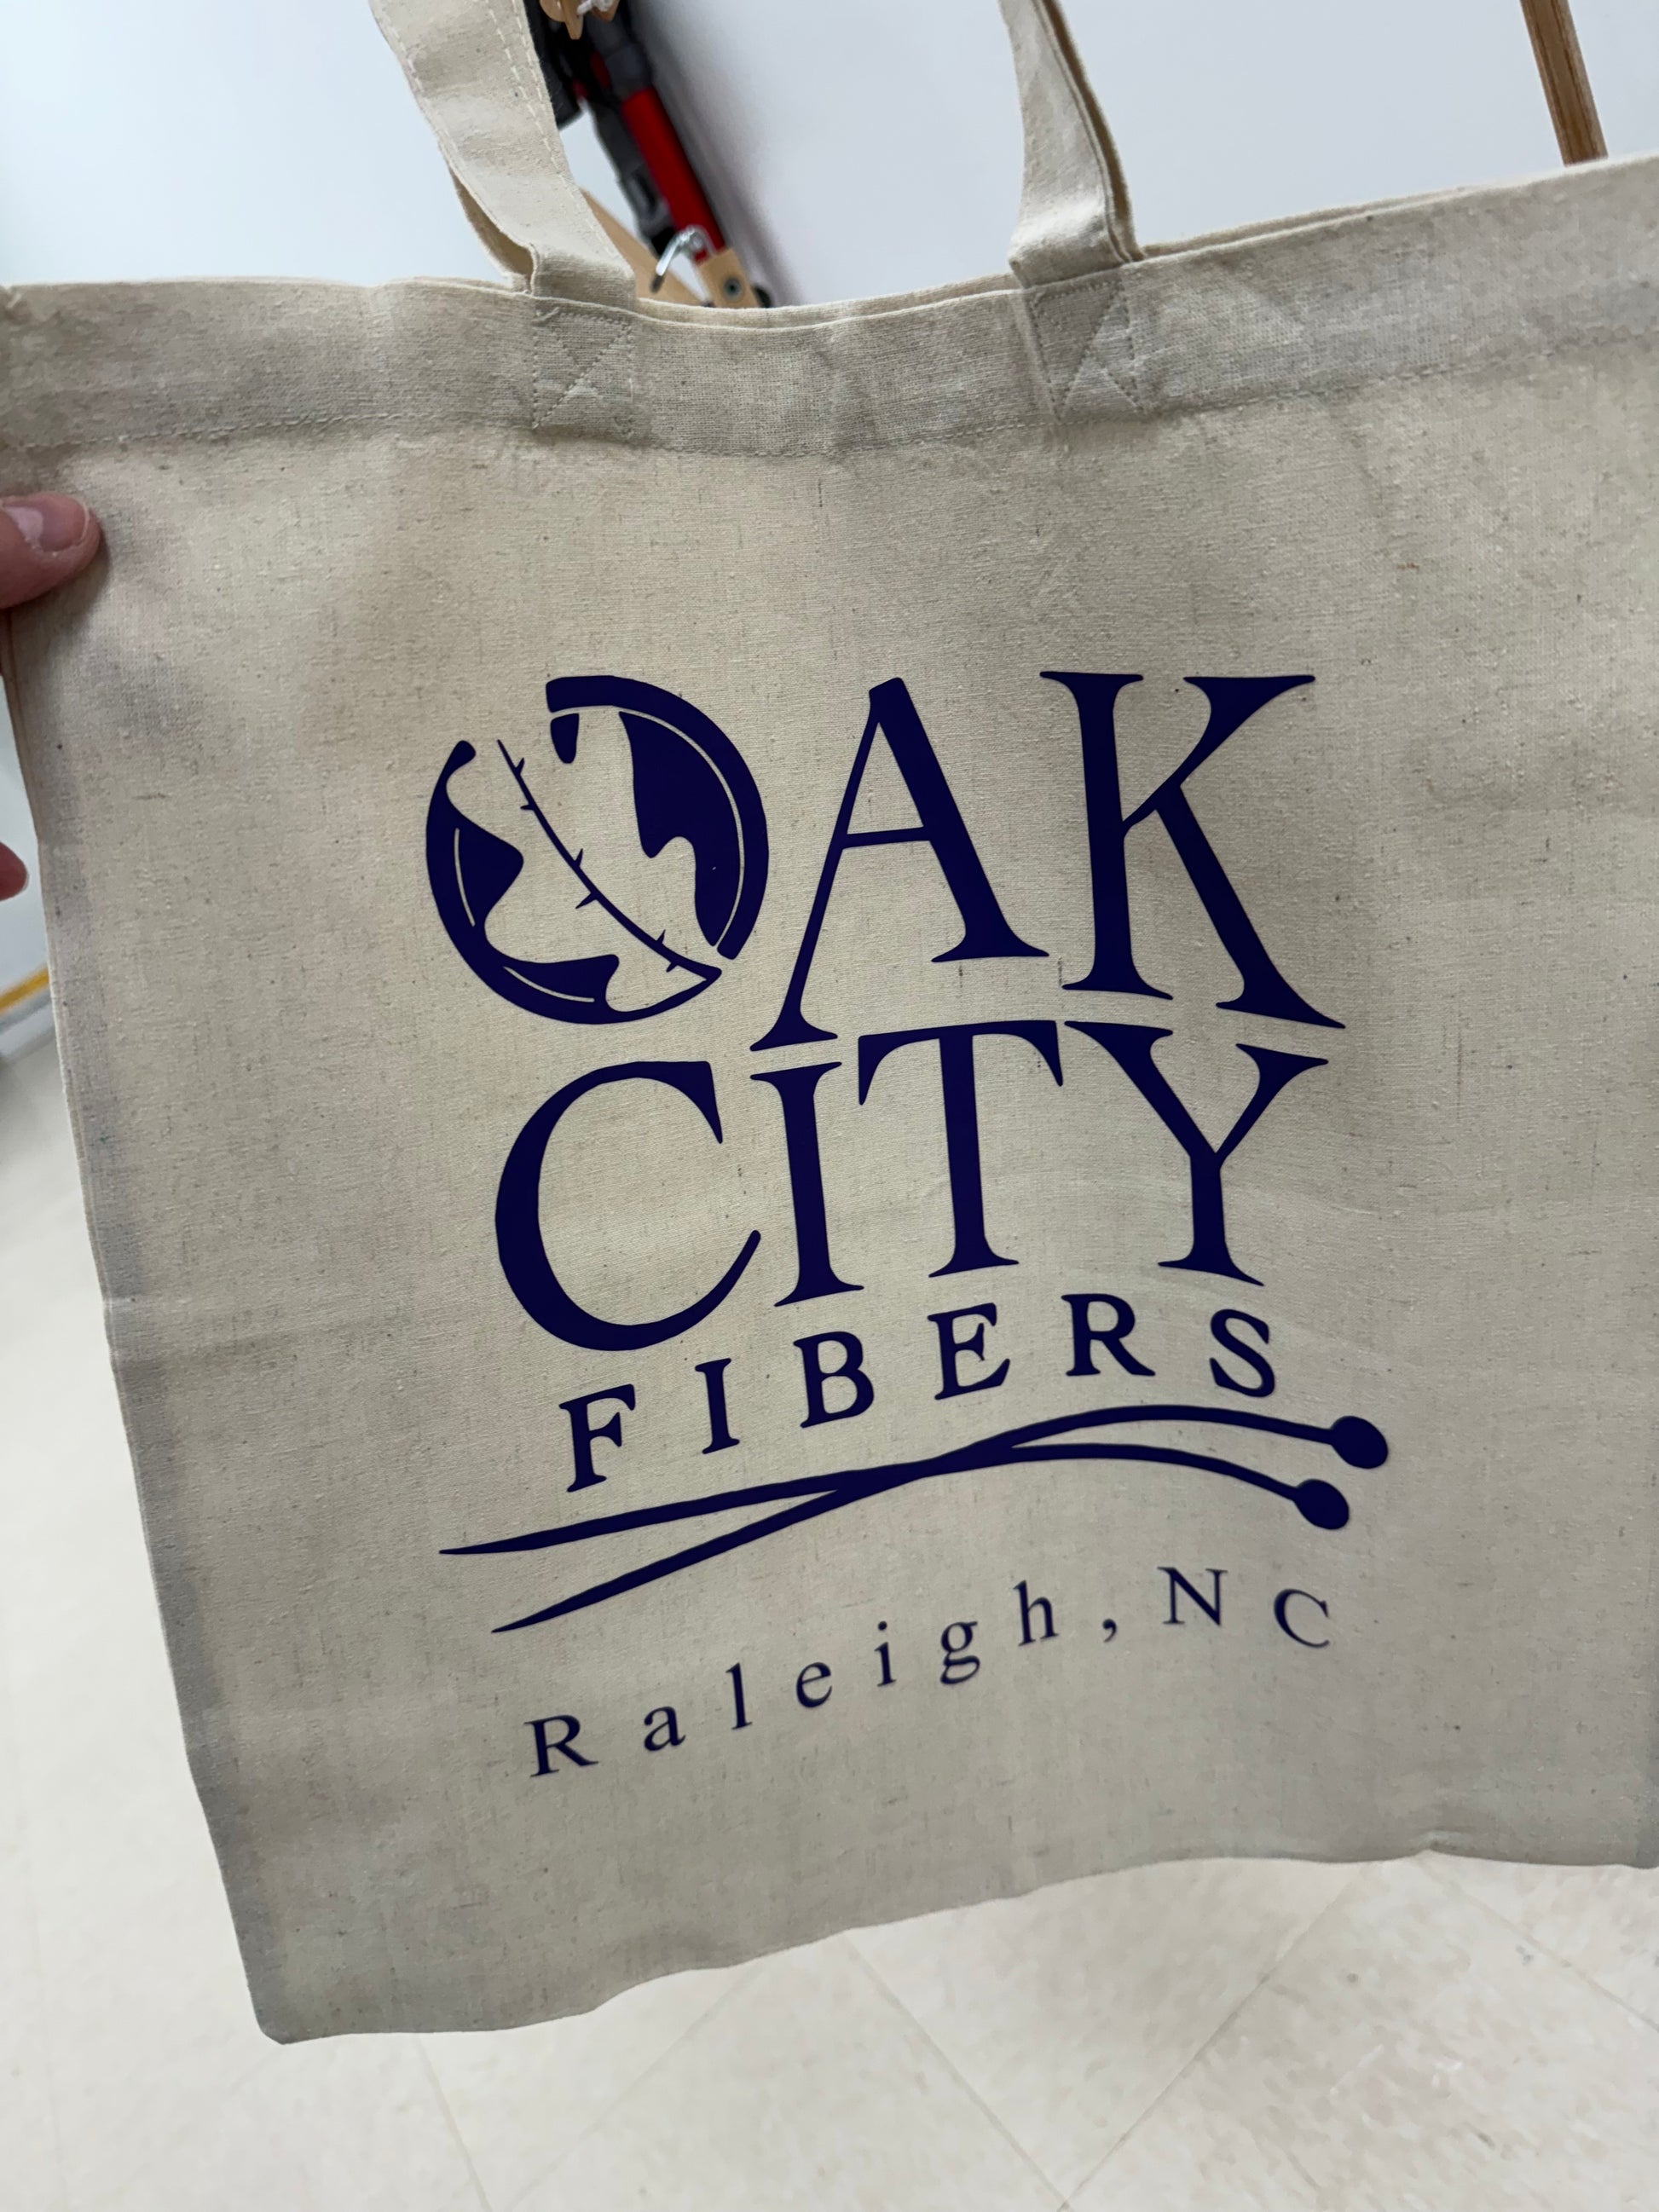 OAK
CITY
FIBERS
Raleigh, NC